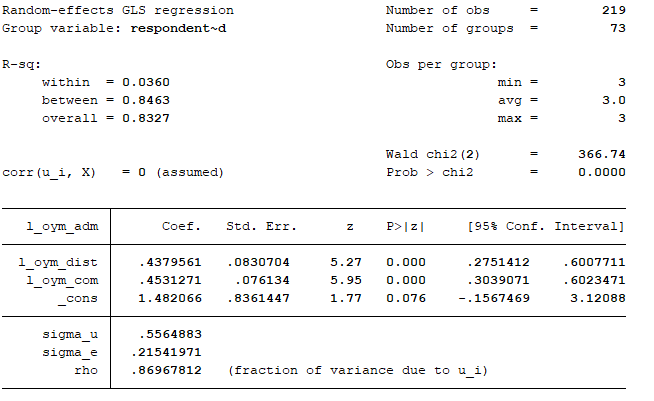 Random-effects GLS regression                   Number of obs     =        219
Group variable: respondent~d                    Number of groups  =         73
R-sq:                                           Obs per group:
     within  = 0.0360                                         min =          3
     between = 0.8463                                         avg =        3.0
     overall = 0.8327                                         max =          3
Wald chi2(2)      =     366.74
corr(u_i, X)   = 0 (assumed)                    Prob > chi2       =     0.0000
l_oym_adm |      Coef.   Std. Err.      z    P>|z|     [95% Conf. Interval]
l_oym_dist |   .4379561   .0830704     5.27   0.000     .2751412    .6007711
l_oym_com |   .4531271    .076134     5.95   0.000     .3039071    .6023471
_cons |   1.482066   .8361447     1.77   0.076    -.1567469     3.12088
sigma_u |   .5564883
sigma_e |  .21541971
rho |  .86967812   (fraction of variance due to u_i)